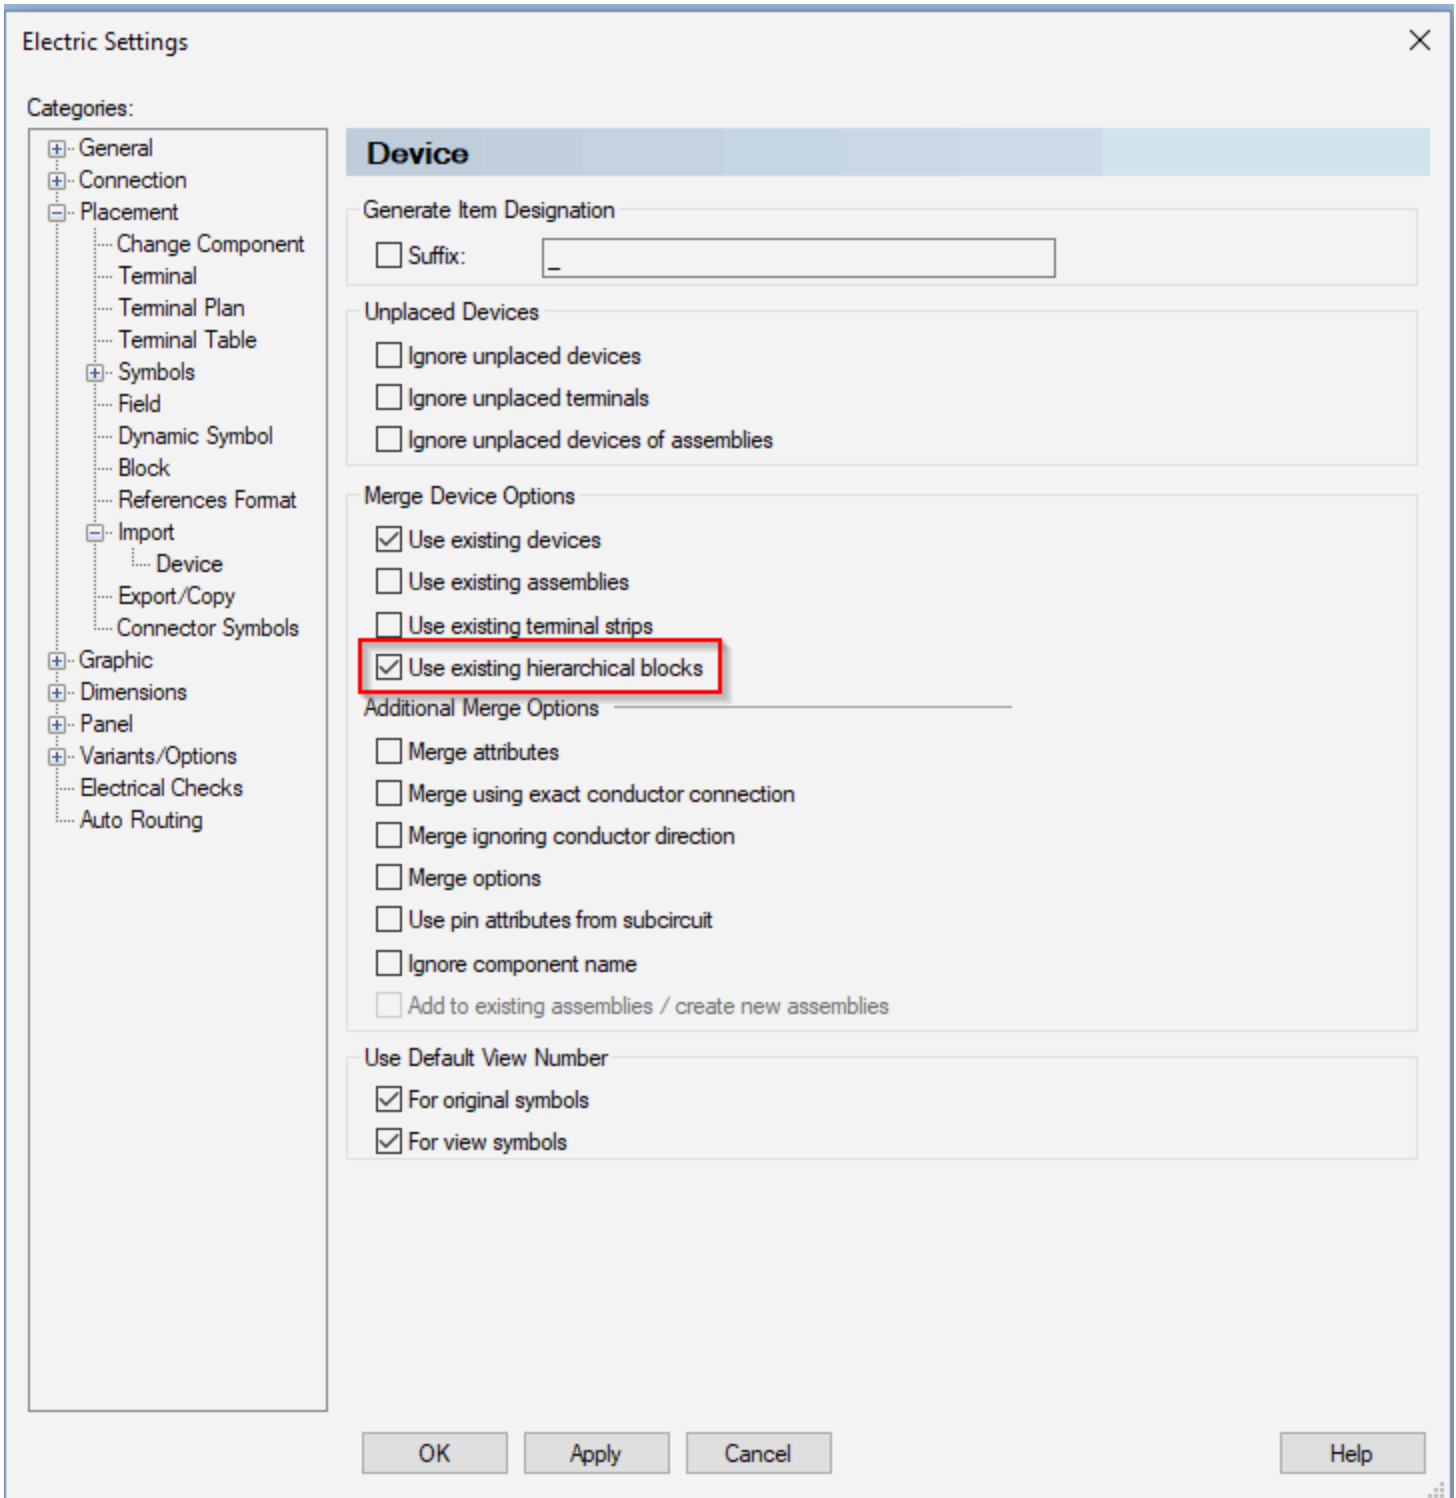 Electric Settings
Categories:
General
Connection
Placement
Change Component
Terminal
Terminal Plan
Terminal Table
Symbols
Field
Dynamic Symbol
Block
References Format
Import
Device
Export/Copy
Connector Symbols
Graphic
Dimensions
Panel
Variants/Options
Electrical Checks
Auto Routing
Device
Generate Item Designation
Suffix: _
Unplaced Devices
Ignore unplaced devices
Ignore unplaced terminals
Ignore unplaced devices of assemblies
Merge Device Options
Use existing devices
Use existing assemblies
Use existing terminal strips
Use existing hierarchical blocks
Additional Merge Options
Merge attributes
Merge using exact conductor connection
Merge ignoring conductor direction
Merge options
Use pin attributes from subcircuit
Ignore component name
Add to existing assemblies / create new assemblies
Use Default View Number
For original symbols
For view symbols
OK Apply Cancel Help